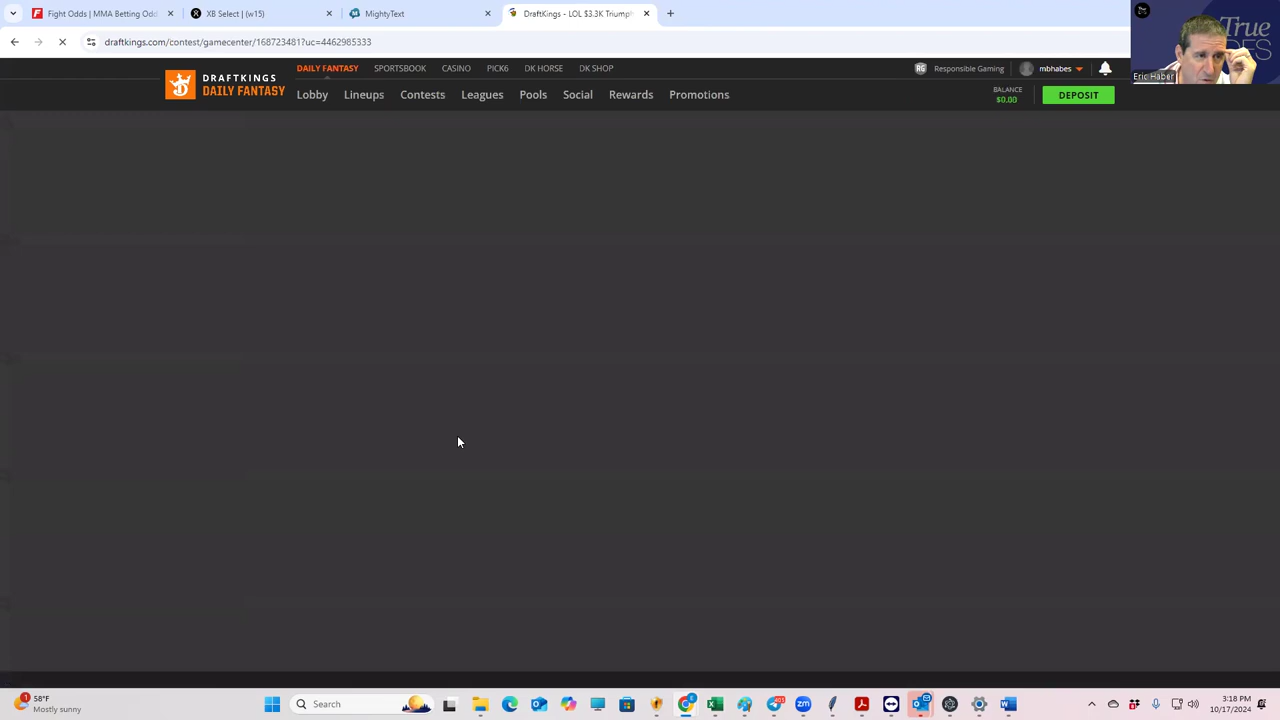 Fight Odds | MMA Betting Odd
XB Select | (w15)
MightyText
DraftKings - LOL $3.3K Triumph
draftkings.com/contest/gamecenter/168723481?uc=4462985333
True
Eric Haber
DRAFTKINGS
DAILY FANTASY
DAILY FANTASY SPORTSBOOK CASINO PICK6 DK HORSE DK SHOP
RG Responsible Gaming mbhabes
Lobby Lineups Contests Leagues Pools Social Rewards Promotions
BALANCE
$0.00
DEPOSIT
1
58°F
Mostly sunny
Search
3:18 PM
10/17/2024